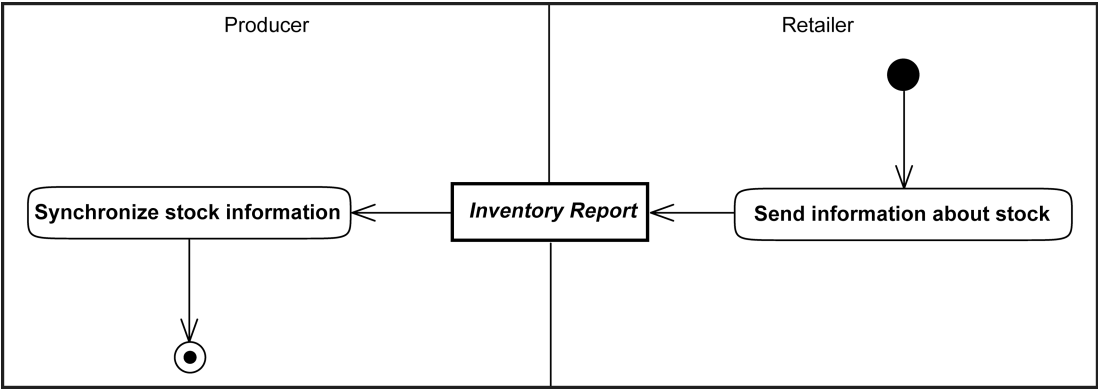 Producer
Retailer
Synchronize stock information
Inventory Report
Send information about stock